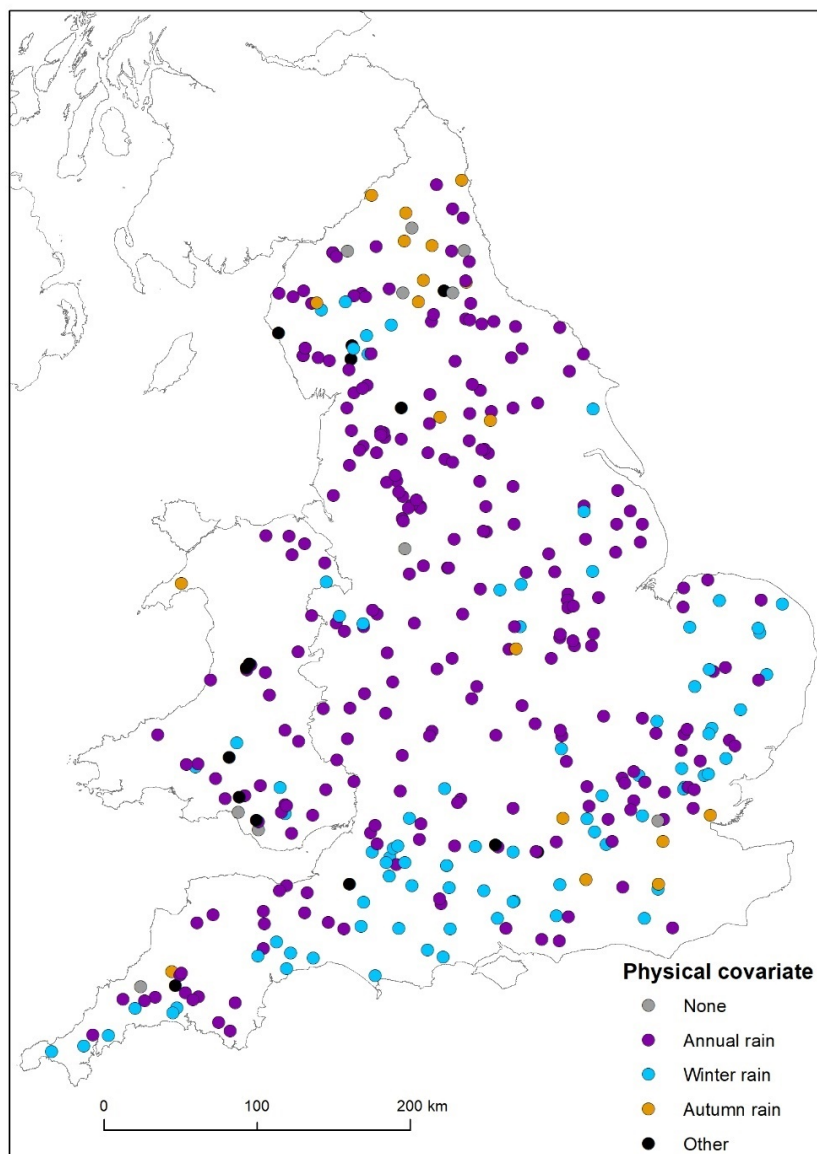 Physical covariate
None
Annual rain
Winter rain
Autumn rain
Other
0 100 200 km